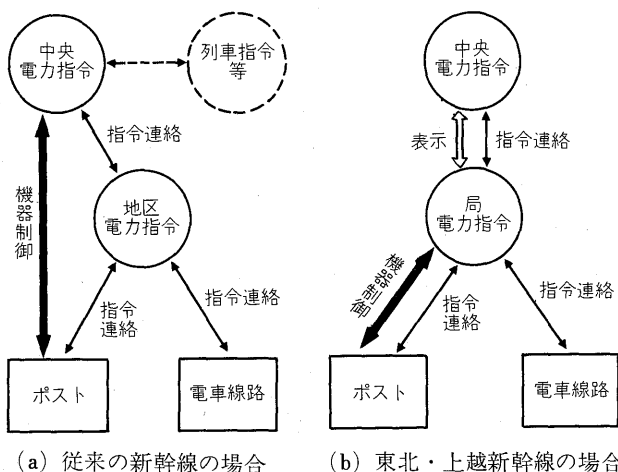 中央
電力指令
列車指令
等
指令連絡
機器制御
地区
電力指令
指令
連絡
指令連絡
ポスト
電車線路
(a) 従来の新幹線の場合
中央
電力指令
表示
指令連絡
局
電力指令
機器制御
指令
連絡
指令連絡
ポスト
電車線路
(b) 東北・上越新幹線の場合